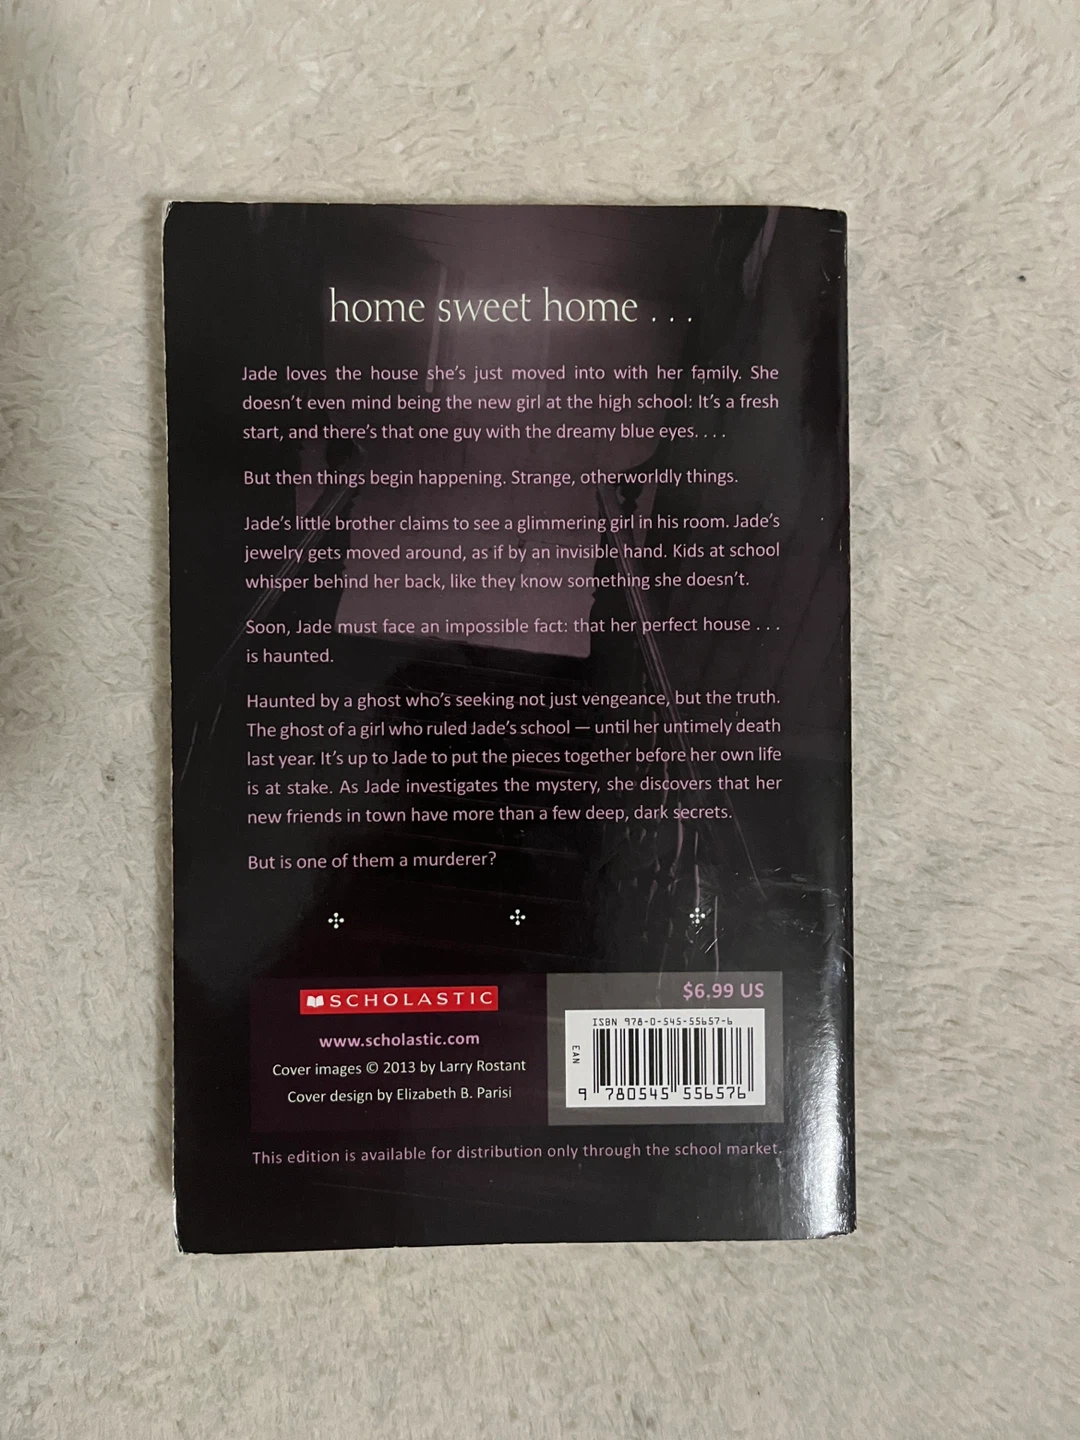 home sweet home . . .
Jade loves the house she's just moved into with her family. She
doesn't even mind being the new girl at the high school: It's a fresh
start, and there's that one guy with the dreamy blue eyes. . . .
But then things begin happening. Strange, otherworldly things.
Jade's little brother claims to see a glimmering girl in his room. Jade's
jewelry gets moved around, as if by an invisible hand. Kids at school
whisper behind her back, like they know something she doesn't.
Soon, Jade must face an impossible fact: that her perfect house . . .
is haunted.
Haunted by a ghost who's seeking not just vengeance, but the truth.
The ghost of a girl who ruled Jade's school — until her untimely death
last year. It's up to Jade to put the pieces together before her own life
is at stake. As Jade investigates the mystery, she discovers that her
new friends in town have more than a few deep, dark secrets.
But is one of them a murderer?
SCHOLASTIC
www.scholastic.com
Cover images © 2013 by Larry Rostant
Cover design by Elizabeth B. Parisi
$6.99 US
ISBN 978-0-545-55657-6
EAN
9 780545 556576
This edition is available for distribution only through the school market.